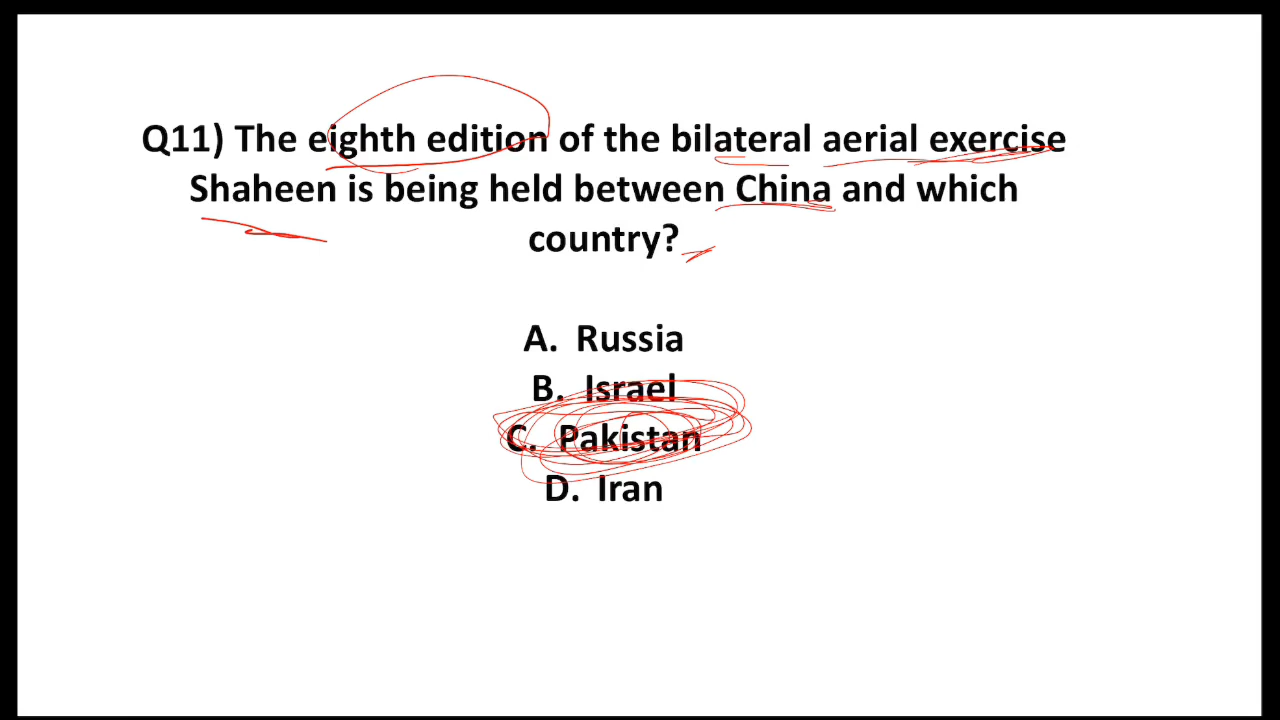 Q11) The eighth edition of the bilateral aerial exercise
Shaheen is being held between China and which
country?
A. Russia
B. Israel
C. Pakistan
D. Iran